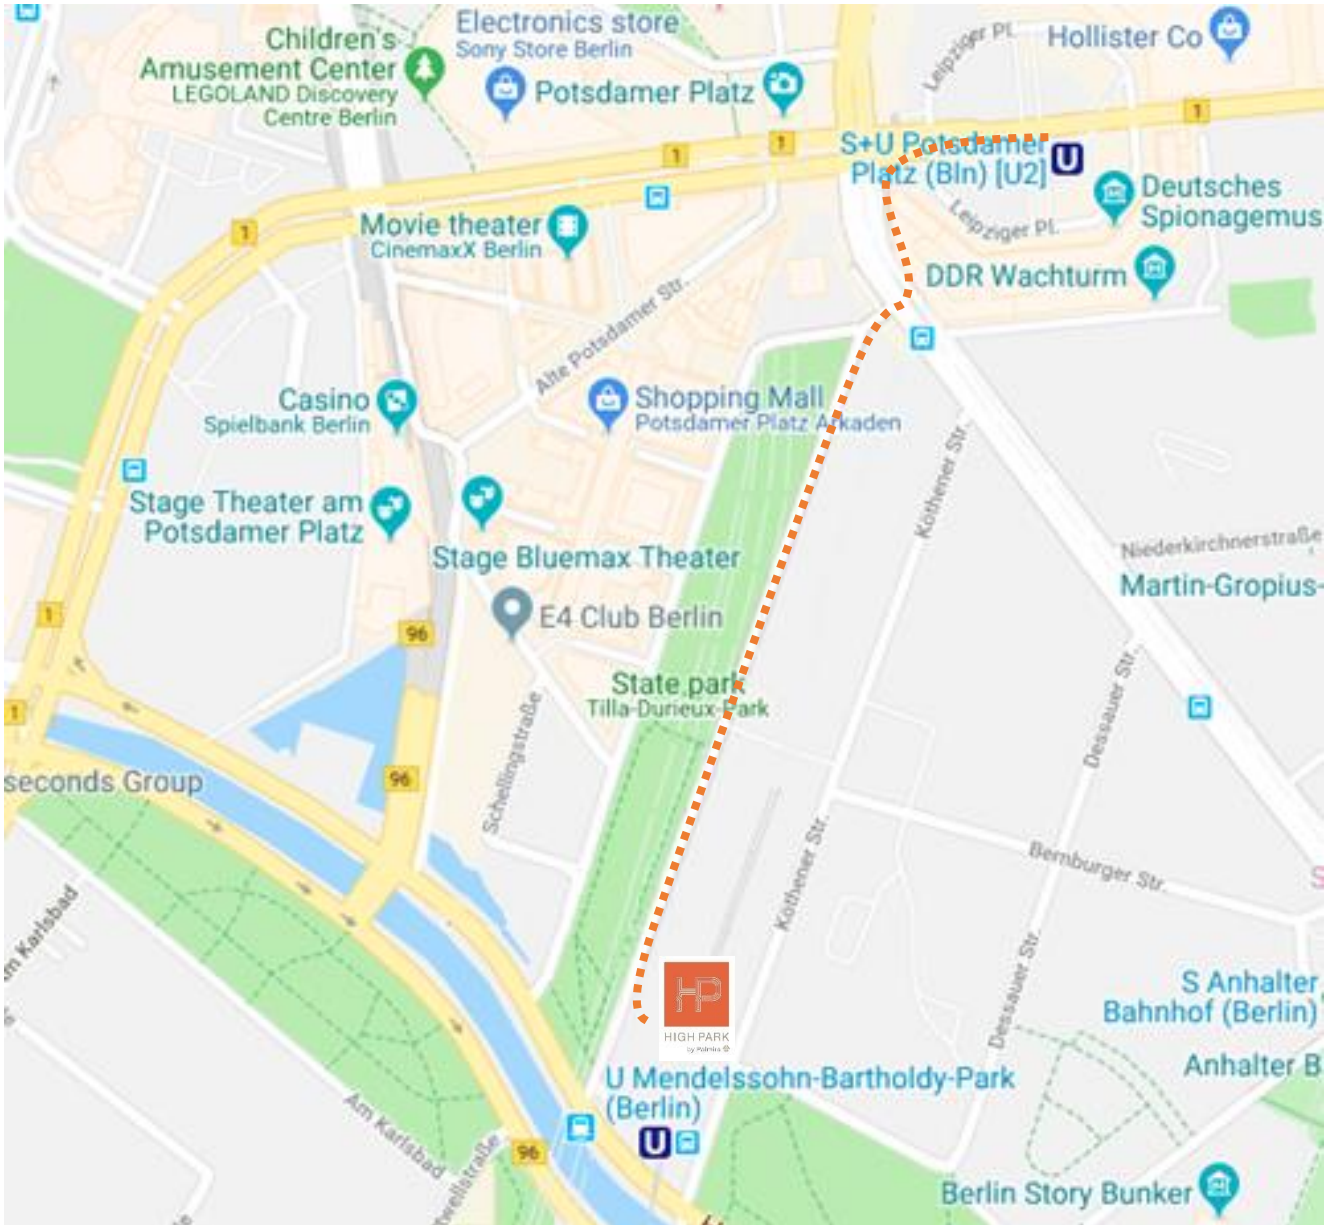 Children's
Amusement Center
LEGOLAND Discovery
Centre Berlin
Electronics store
Sony Store Berlin
Potsdamer Platz
Leipziger Pl.
Hollister Co
1
1
1
S+U Potsdamer
Platz (Bln) [U2]
U
Deutsches
Spionagemus
Leipziger Pl.
DDR Wachturm
1
Movie theater
CinemaxX Berlin
Alte Potsdamer Str.
Casino
Spielbank Berlin
Shopping Mall
Potsdamer Platz Arkaden
Köthener Str.
Stage Theater am
Potsdamer Platz
Stage Bluemax Theater
Niederkirchnerstraße
Martin-Gropius-
1
96
E4 Club Berlin
State park
Tilla-Durieux-Park
Dessauer Str.
1
seconds Group
96
Schellingstraße
Köthener Str.
Bernburger Str.
S
m Karlsbad
Dessauer Str.
S Anhalter
Bahnhof (Berlin)
HP
HIGH PARK
by Palmira
Anhalter B
U Mendelssohn-Bartholdy-Park
(Berlin)
U
Am Karlsbad
96
twellstraße
Berlin Story Bunker